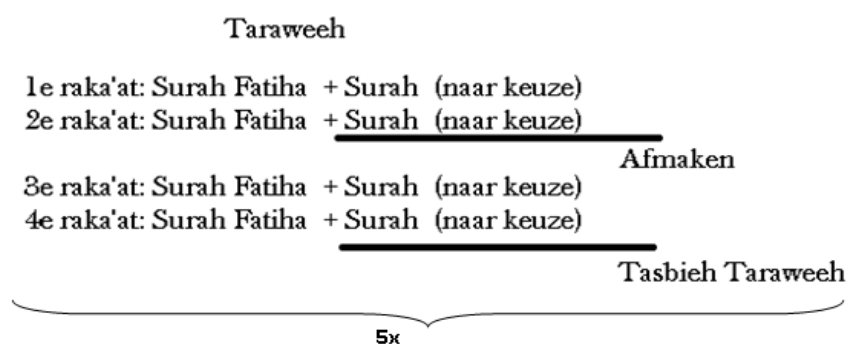 Taraweeh
1e raka'at: Surah Fatiha + Surah (naar keuze)
2e raka'at: Surah Fatiha + Surah (naar keuze)
Afmaken
3e raka'at: Surah Fatiha + Surah (naar keuze)
4e raka'at: Surah Fatiha + Surah (naar keuze)
Tasbieh Taraweeh
5x